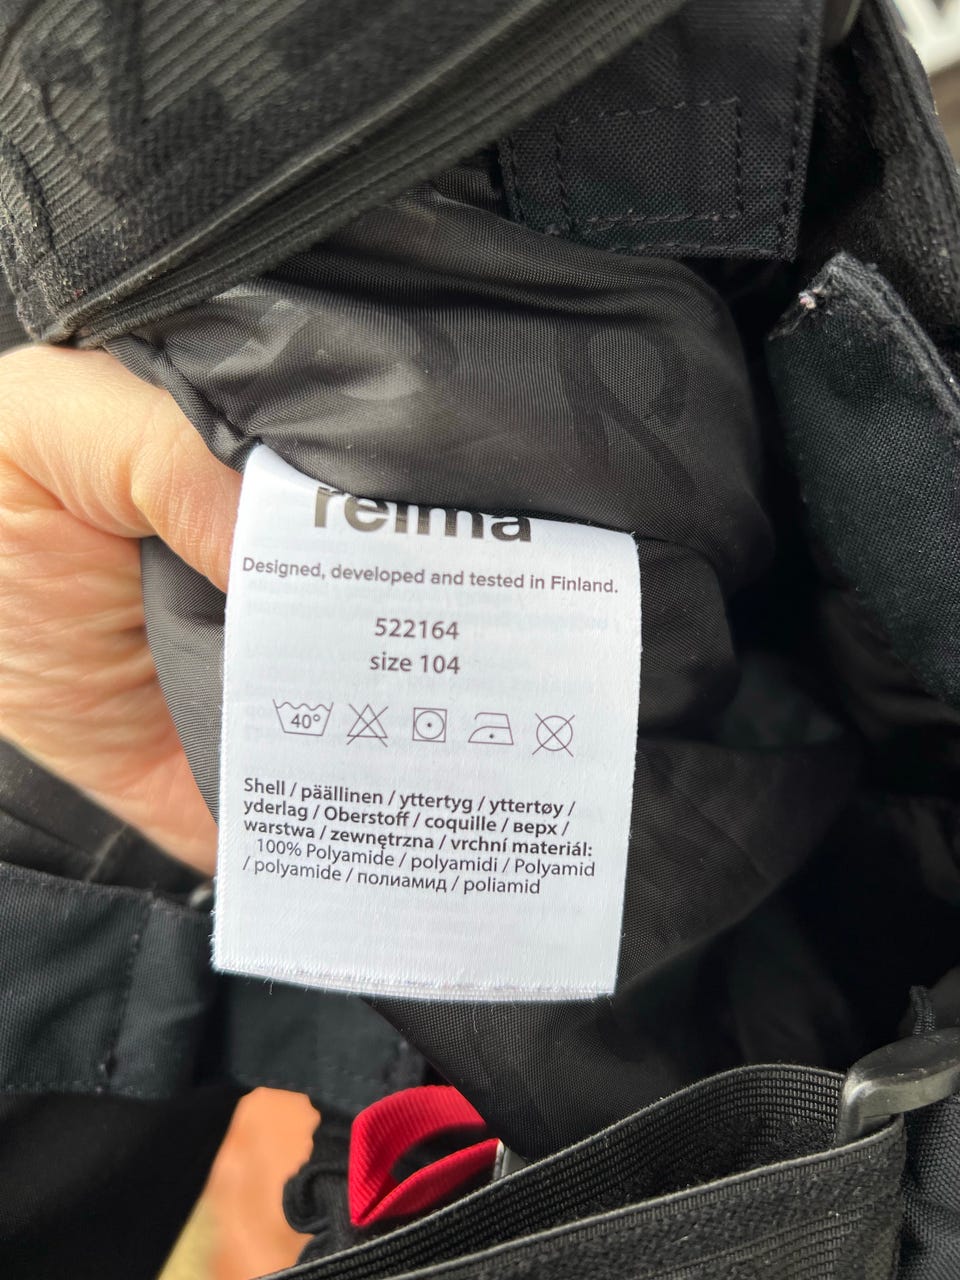 reima
Designed, developed and tested in Finland.
522164
size 104
40°
Shell / päällinen / yttertyg / yttertøy /
yderlag / Oberstoff / coquille / верх /
warstwa / zewnętrzna / vrchní materiál:
100% Polyamide / polyamidi / Polyamid
/ polyamide / полиамид / poliamid